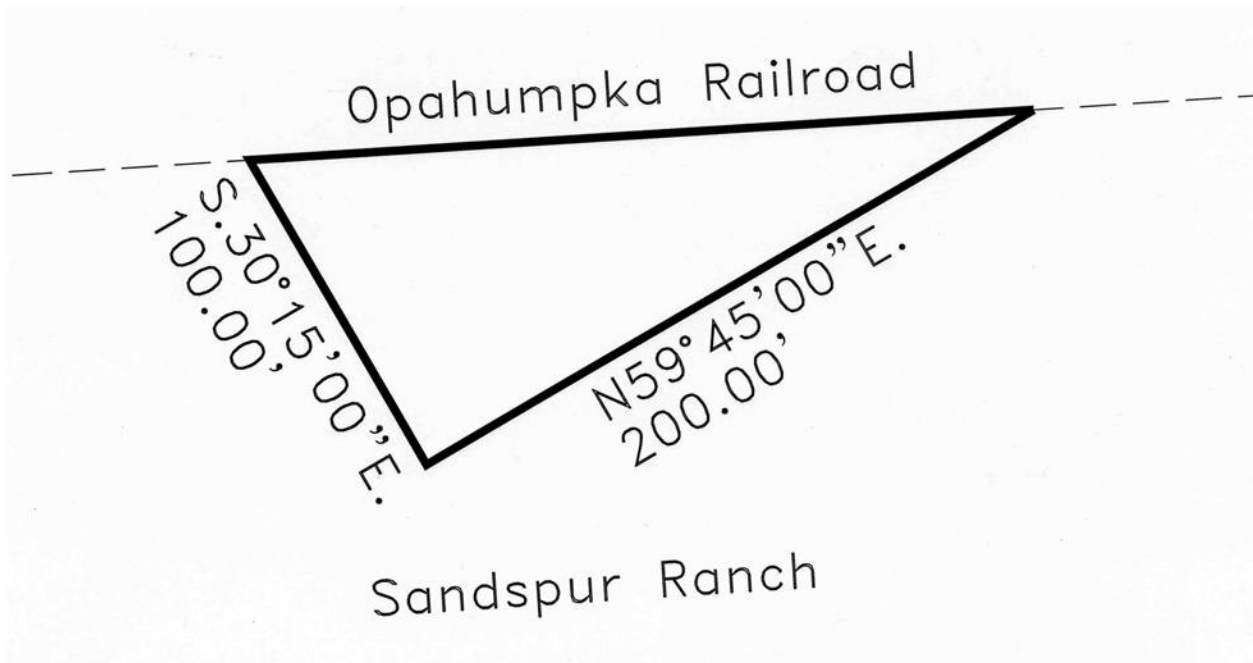 Opahumpka Railroad
S.30°15’00”E.
100.00’
N59°45’00”E.
200.00’
Sandspur Ranch